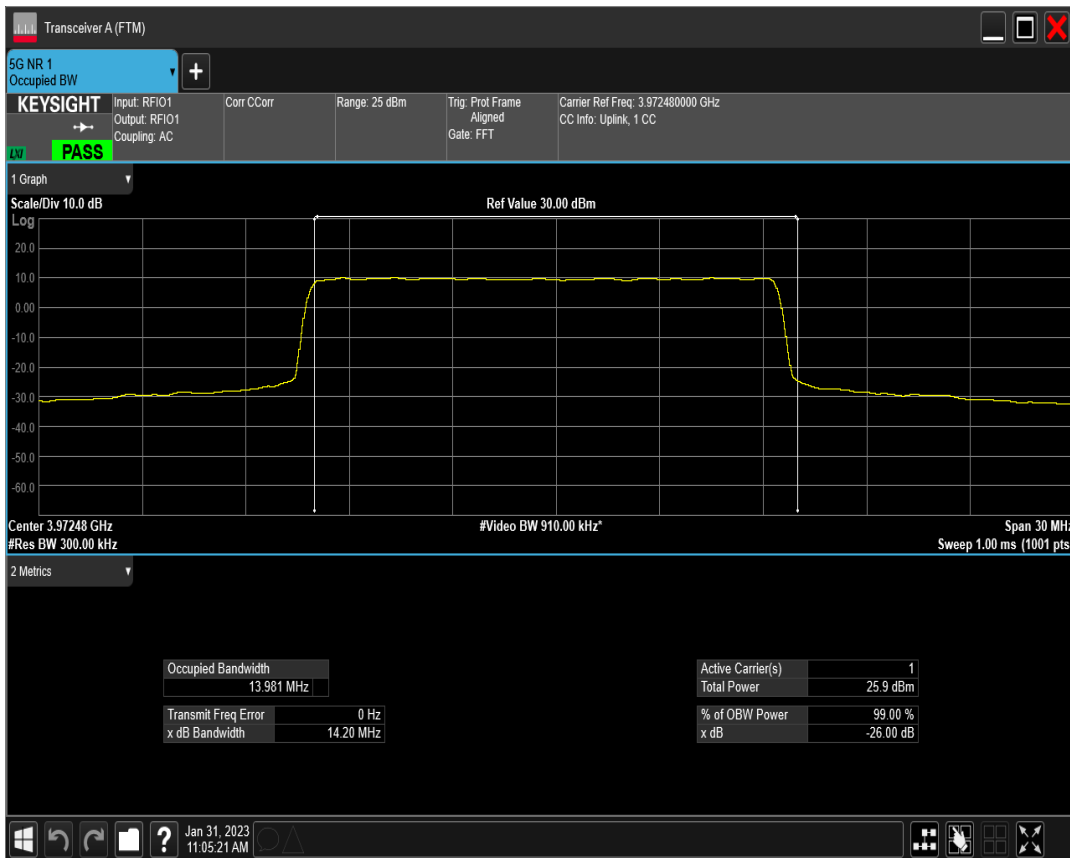 Transceiver A (FTM)
5G NR 1
Occupied BW
+
KEYSIGHT
LXI
PASS
Input: RFIO1
Output: RFIO1
Coupling: AC
Corr CCorr
Range: 25 dBm
Trig: Prot Frame
Aligned
Gate: FFT
Carrier Ref Freq: 3.972480000 GHz
CC Info: Uplink, 1 CC
1 Graph
Scale/Div 10.0 dB
Ref Value 30.00 dBm
Log
20.0
10.0
0.00
-10.0
-20.0
-30.0
-40.0
-50.0
-60.0
Center 3.97248 GHz
#Video BW 910.00 kHz*
Span 30 MHz
#Res BW 300.00 kHz
Sweep 1.00 ms (1001 pts
2 Metrics
Occupied Bandwidth
13.981 MHz
Transmit Freq Error 0 Hz
x dB Bandwidth 14.20 MHz
Active Carrier(s) 1
Total Power 25.9 dBm
% of OBW Power 99.00 %
x dB -26.00 dB
?
Jan 31, 2023
11:05:21 AM